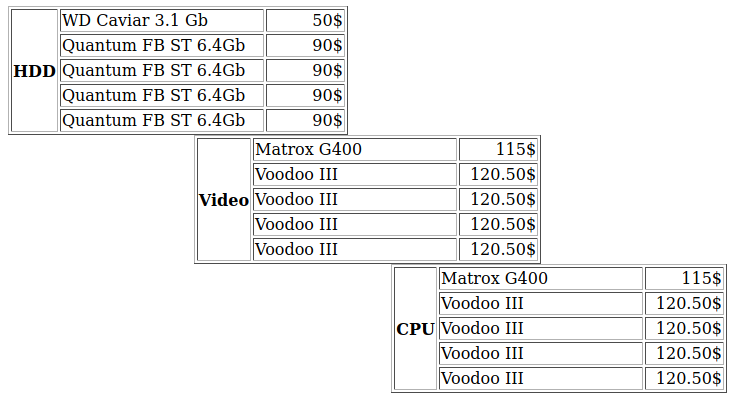 HDD
WD Caviar 3.1 Gb 50$
Quantum FB ST 6.4Gb 90$
Quantum FB ST 6.4Gb 90$
Quantum FB ST 6.4Gb 90$
Quantum FB ST 6.4Gb 90$
Video
Matrox G400 115$
Voodoo III 120.50$
Voodoo III 120.50$
Voodoo III 120.50$
Voodoo III 120.50$
CPU
Matrox G400 115$
Voodoo III 120.50$
Voodoo III 120.50$
Voodoo III 120.50$
Voodoo III 120.50$